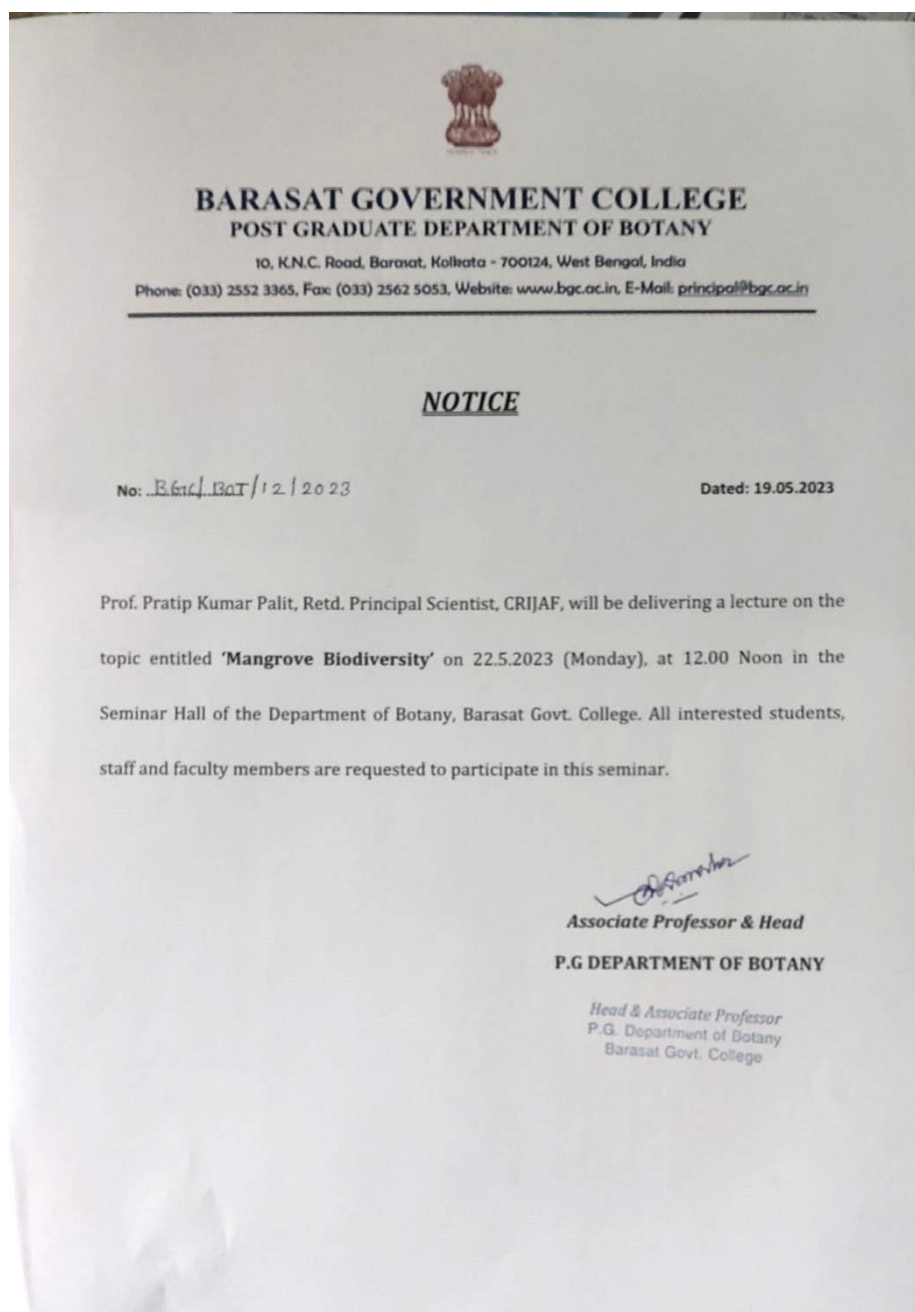 BARASAT GOVERNMENT COLLEGE
POST GRADUATE DEPARTMENT OF BOTANY
10, K.N.C. Road, Barasat, Kolkata - 700124, West Bengal, India
Phone: (033) 2552 3365, Fax: (033) 2562 5053, Website: www.bgc.ac.in, E-Mail: principal@bgc.ac.in
NOTICE
No: BGC/BOT/12/2023 Dated: 19.05.2023
Prof. Pratip Kumar Palit, Retd. Principal Scientist, CRIJAF, will be delivering a lecture on the
topic entitled ‘Mangrove Biodiversity’ on 22.5.2023 (Monday), at 12.00 Noon in the
Seminar Hall of the Department of Botany, Barasat Govt. College. All interested students,
staff and faculty members are requested to participate in this seminar.
Associate Professor & Head
P.G DEPARTMENT OF BOTANY
Head & Associate Professor
P.G. Department of Botany
Barasat Govt. College